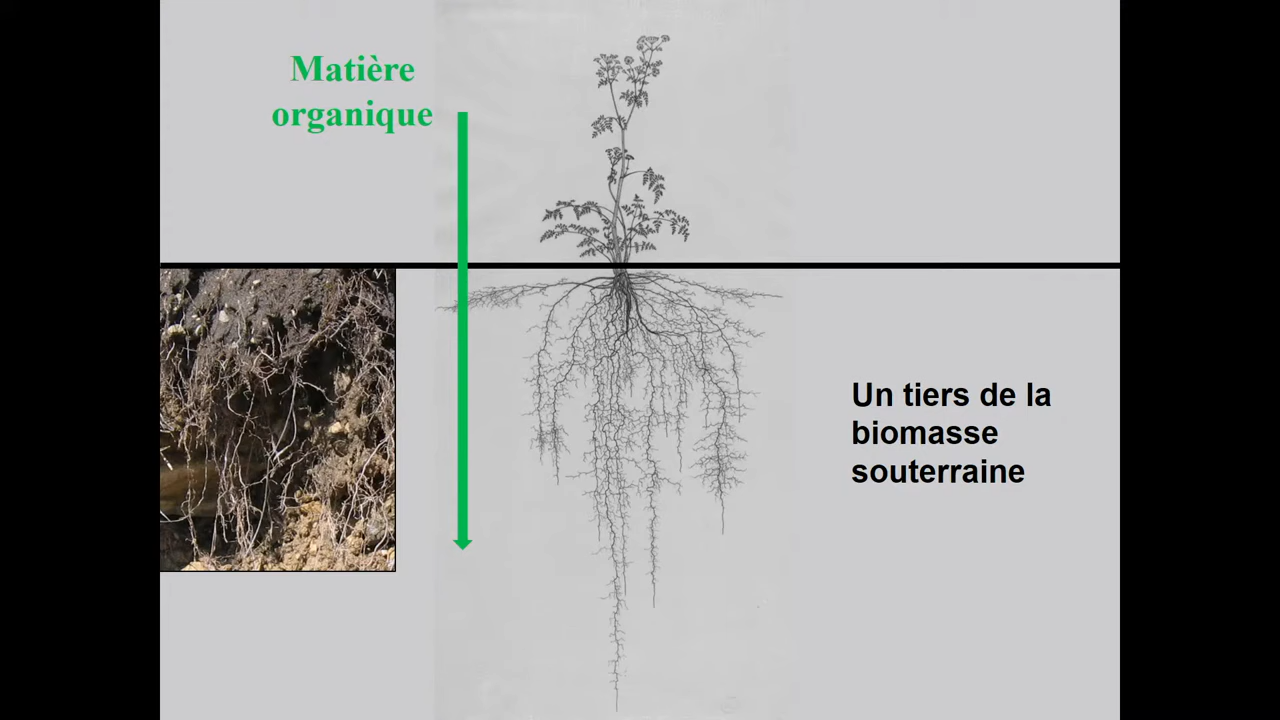 Matière
organique
Un tiers de la
biomasse
souterraine